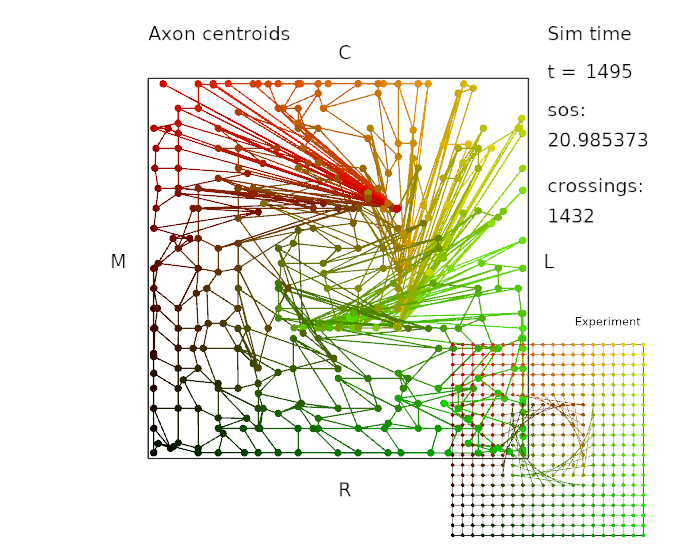 Axon centroids
C
Sim time
t = 1495
sos:
20.985373
crossings:
1432
M
L
Experiment
R